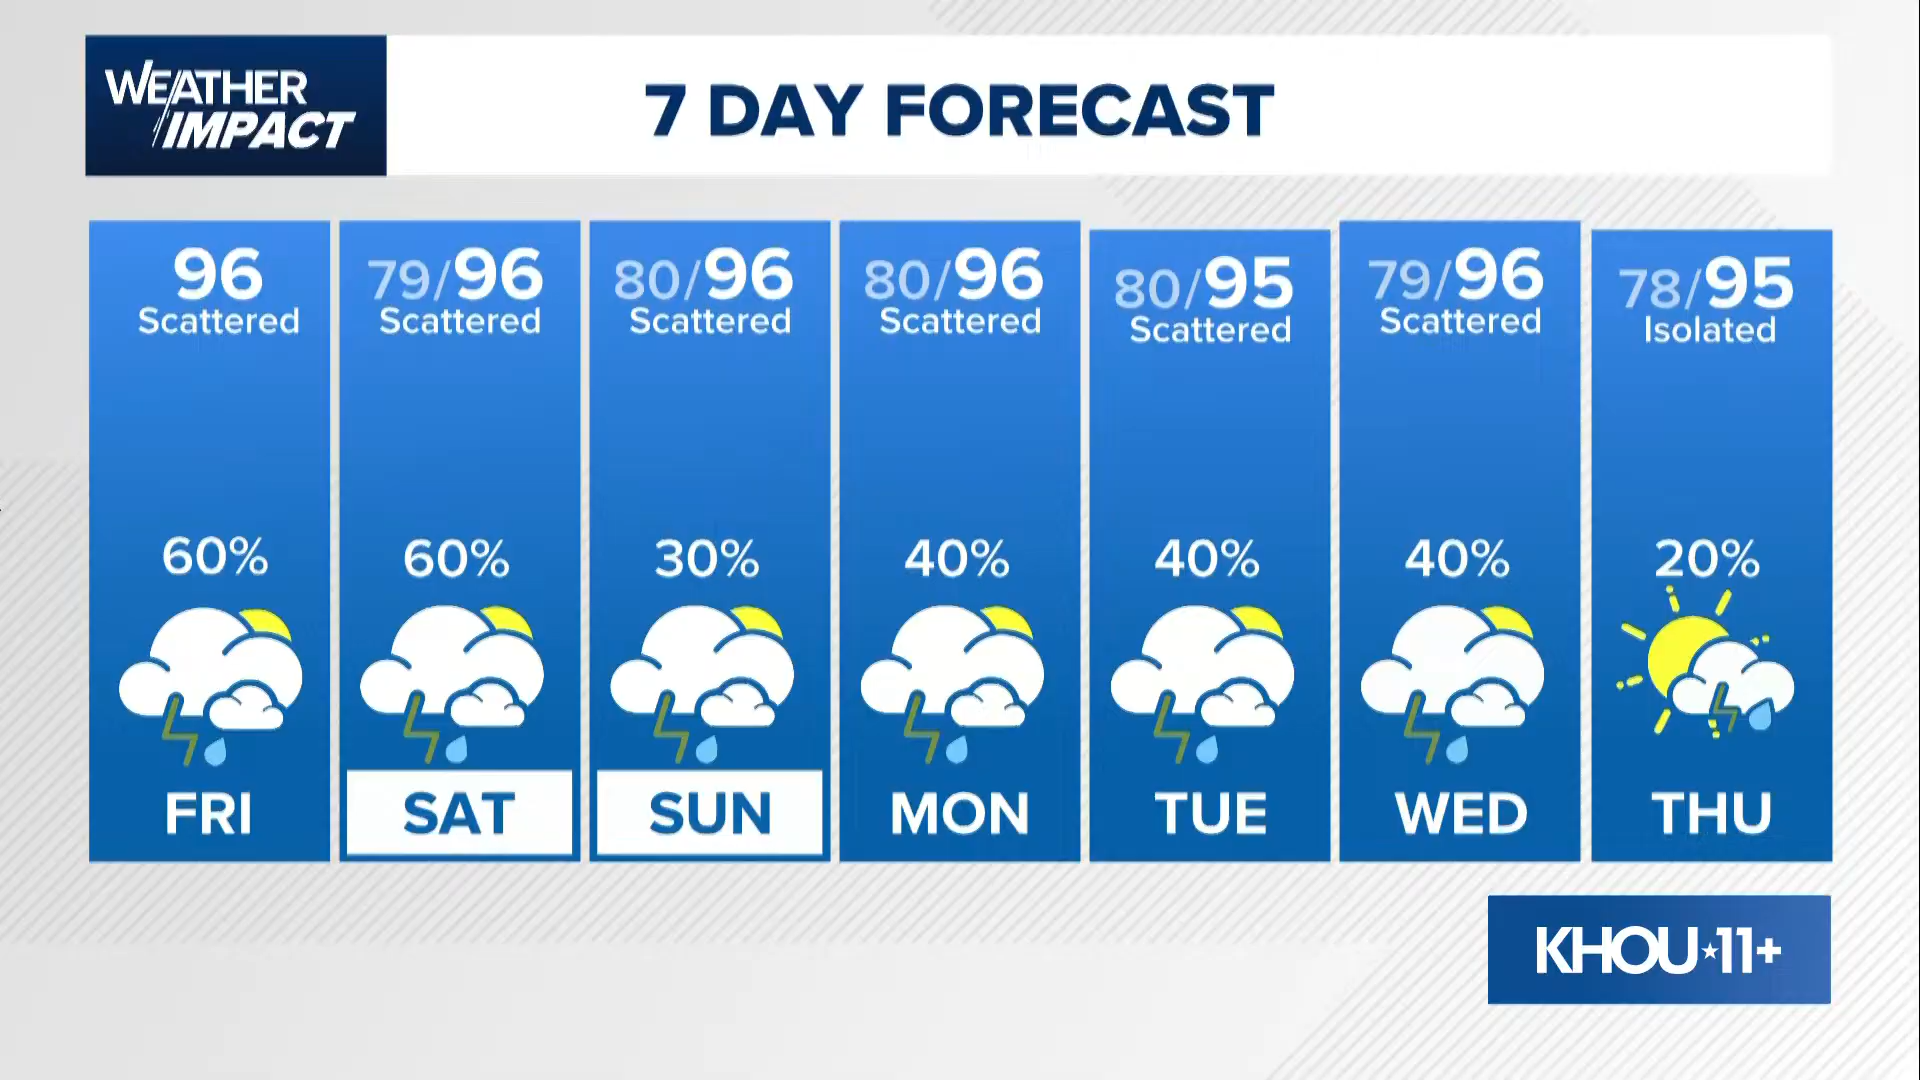 WEATHER
IMPACT
7 DAY FORECAST
96
Scattered
60%
FRI
79/96
Scattered
60%
SAT
80/96
Scattered
30%
SUN
80/96
Scattered
40%
MON
80/95
Scattered
40%
TUE
79/96
Scattered
40%
WED
78/95
Isolated
20%
THU
KHOU★11+